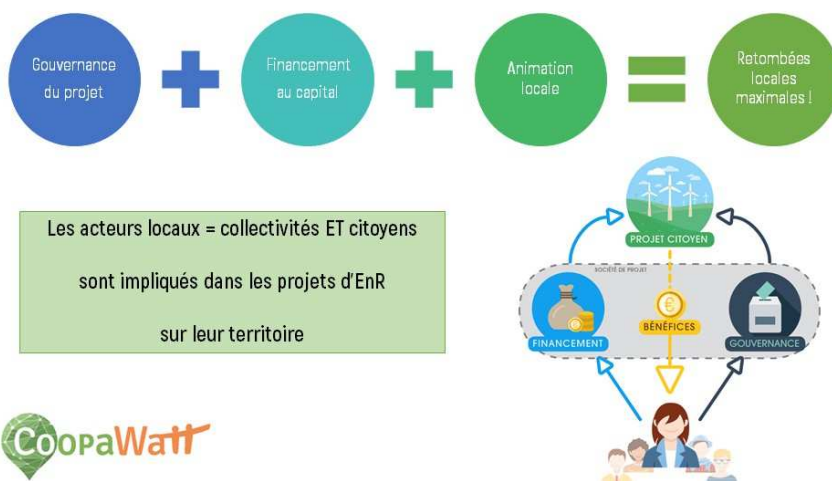 Gouvernance
du projet
Financement
au capital
Animation
locale
Retombées
locales
maximales !
Les acteurs locaux = collectivités ET citoyens
sont impliqués dans les projets d'EnR
sur leur territoire
PROJET CITOYEN
SOCIÉTÉ DE PROJET
FINANCEMENT
BÉNÉFICES
GOUVERNANCE
CoopaWatt